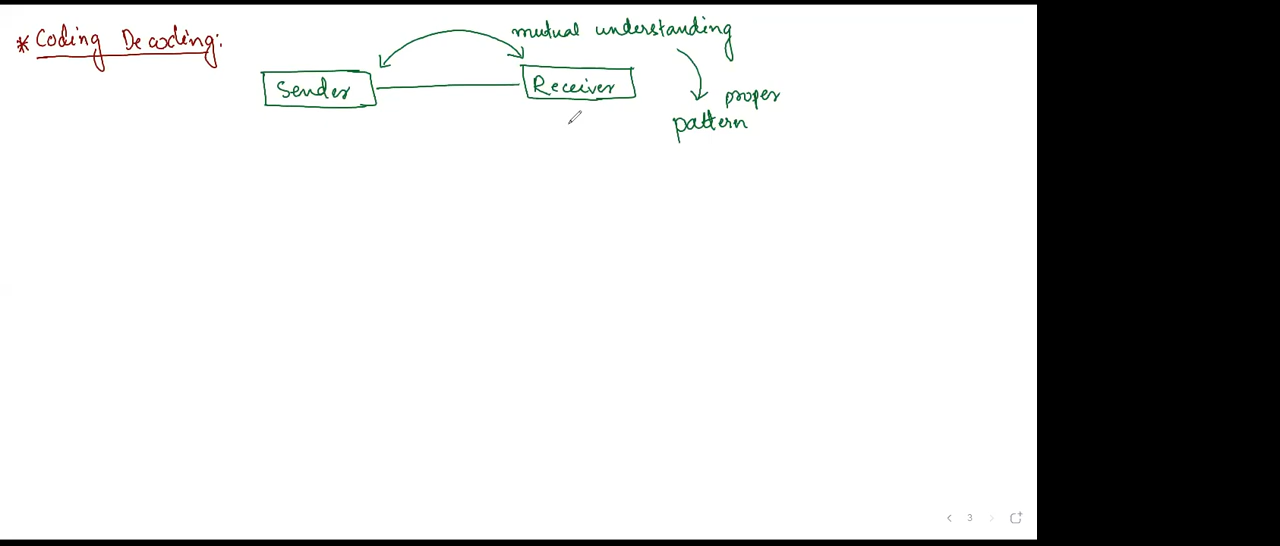 * Coding Decoding:
mutual understanding
Sender
Receiver
proper
pattern
3